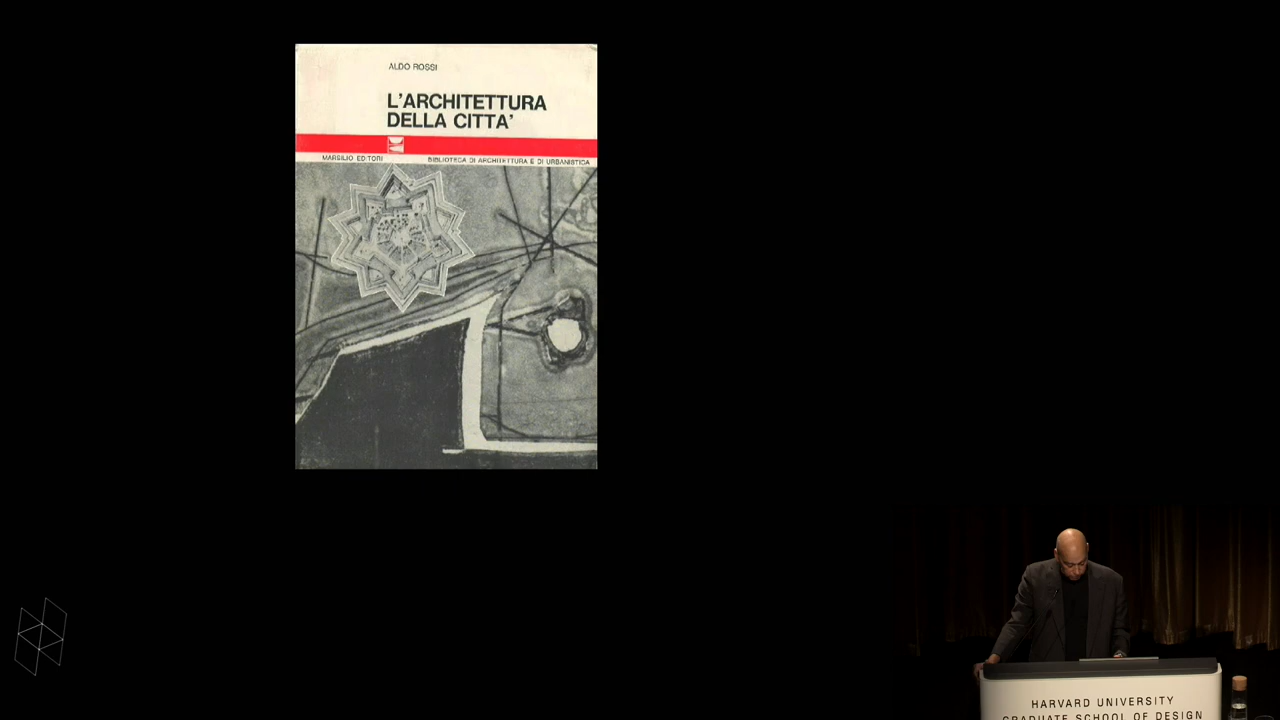 ALDO ROSSI
L'ARCHITETTURA
DELLA CITTA'
MARSILIO EDITORI
BIBLIOTECA DI ARCHITETTURA E DI URBANISTICA
HARVARD UNIVERSITY
GRADUATE SCHOOL OF DESIGN